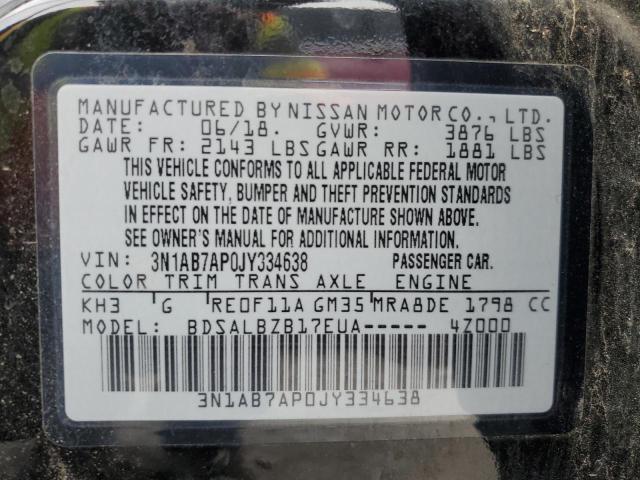 MANUFACTURED BY NISSAN MOTOR CO., LTD.
DATE: 06/18. GVWR: 3876 LBS
GAWR FR: 2143 LBS GAWR RR: 1881 LBS
THIS VEHICLE CONFORMS TO ALL APPLICABLE FEDERAL MOTOR
VEHICLE SAFETY, BUMPER AND THEFT PREVENTION STANDARDS
IN EFFECT ON THE DATE OF MANUFACTURE SHOWN ABOVE.
SEE OWNER'S MANUAL FOR ADDITIONAL INFORMATION.
VIN: 3N1AB7AP0JY334638 PASSENGER CAR.
COLOR TRIM TRANS AXLE ENGINE
KH3 G RE0F11A GM35 MRA8DE 1798 CC
MODEL: BDSALBZB17EUA----- 4Z000
3N1AB7AP0JY334638